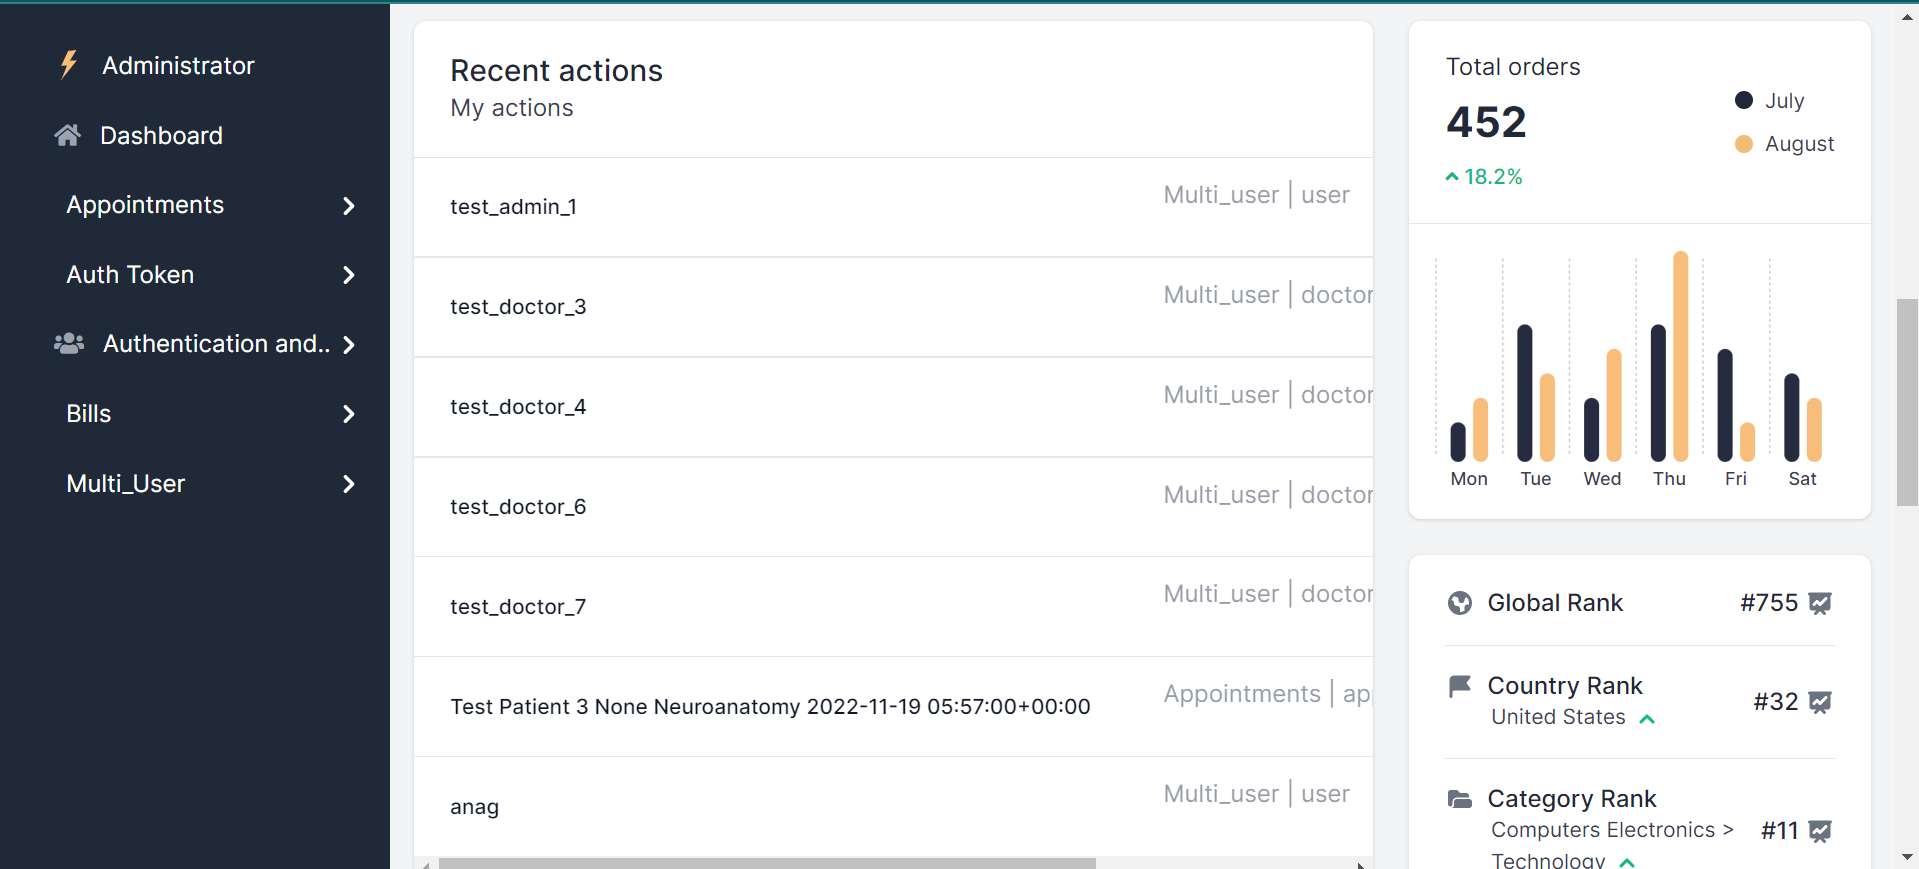 Administrator
Dashboard
Appointments
Auth Token
Authentication and..
Bills
Multi_User
Recent actions
My actions
test_admin_1
Multi_user | user
test_doctor_3
Multi_user | doctor
test_doctor_4
Multi_user | doctor
test_doctor_6
Multi_user | doctor
test_doctor_7
Multi_user | doctor
Test Patient 3 None Neuroanatomy 2022-11-19 05:57:00+00:00
Appointments | ap
anag
Multi_user | user
Total orders
452
18.2%
July
August
Mon Tue Wed Thu Fri Sat
Global Rank
#755
Country Rank
United States
#32
Category Rank
Computers Electronics >
Technology
#11